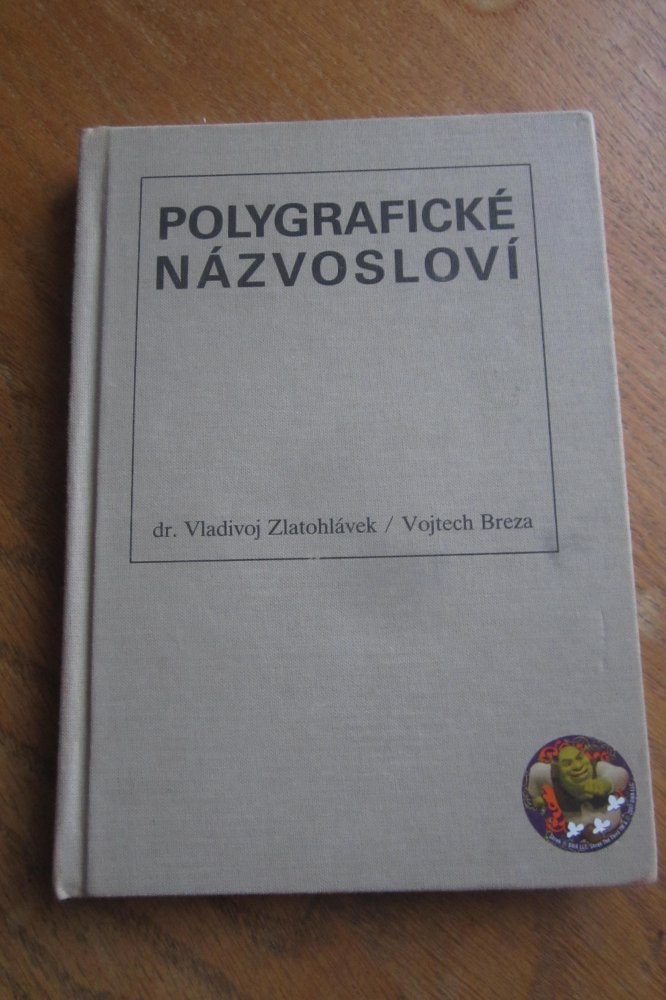 POLYGRAFICKÉ
NÁZVOSLOVÍ
dr. Vladivoj Zlatohlávek / Vojtech Breza